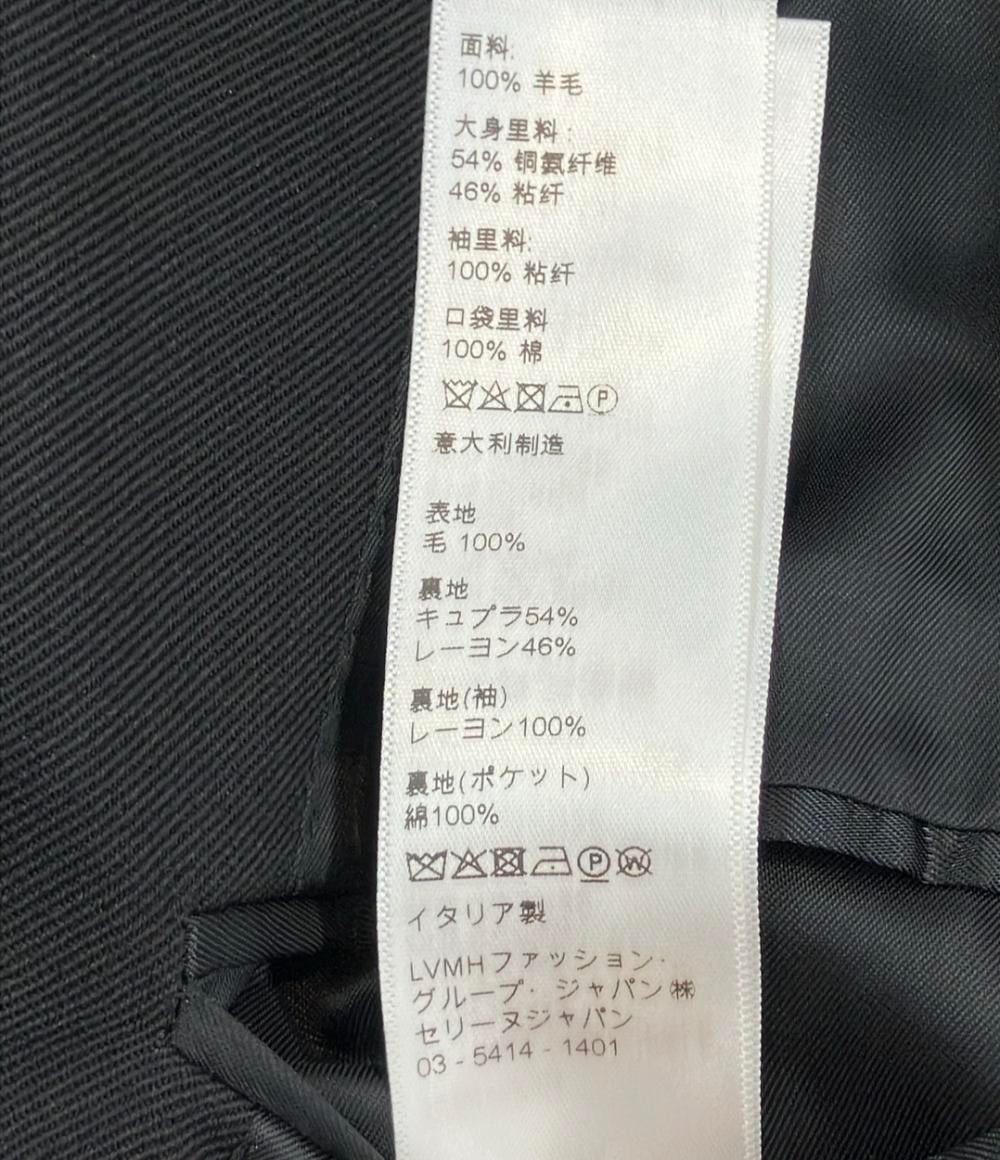 面料:
100% 羊毛
大身里料:
54% 铜氨纤维
46% 粘纤
袖里料:
100% 粘纤
口袋里料
100% 棉
P
意大利制造
表地
毛 100%
裏地
キュプラ54%
レーヨン46%
裏地(袖)
レーヨン100%
裏地(ポケット)
綿100%
P W
イタリア製
LVMHファッション・
グループ・ ジャパン㈱
セリーヌジャパン
03 - 5414 - 1401